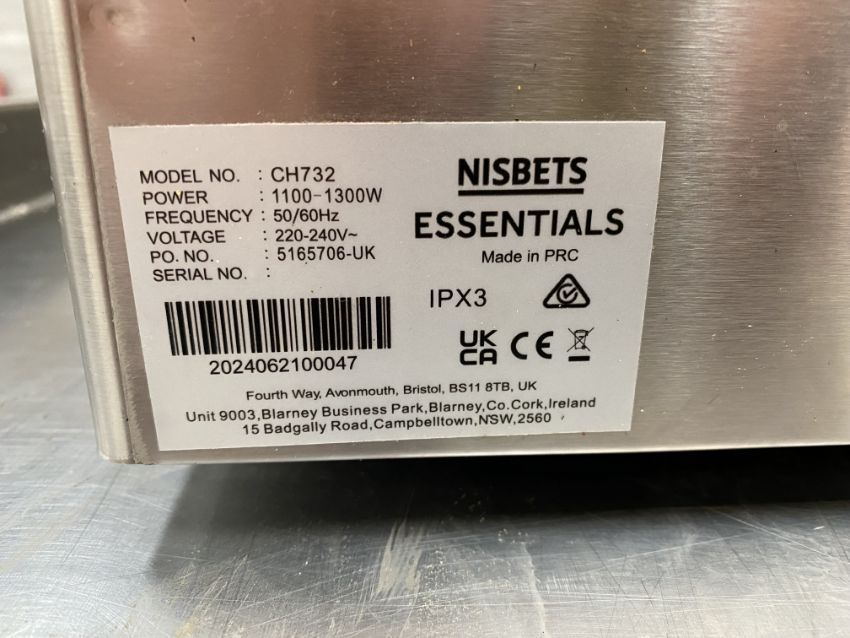 MODEL NO. : CH732
POWER : 1100-1300W
FREQUENCY : 50/60Hz
VOLTAGE : 220-240V~
PO. NO. : 5165706-UK
SERIAL NO. :
2024062100047
NISBETS
ESSENTIALS
Made in PRC
IPX3
UK
CA
CE
Fourth Way, Avonmouth, Bristol, BS11 8TB, UK
Unit 9003,Blarney Business Park,Blarney,Co.Cork,Ireland
15 Badgally Road,Campbelltown,NSW,2560